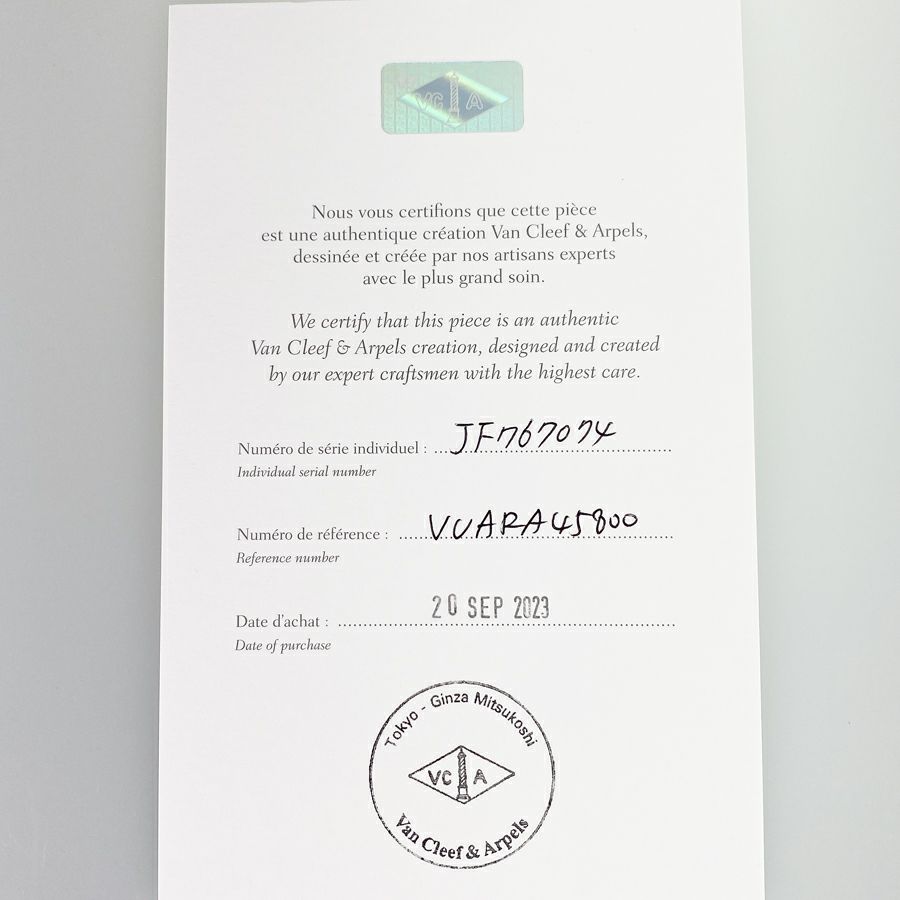 VC A
Nous vous certifions que cette pièce
est une authentique création Van Cleef & Arpels,
dessinée et créée par nos artisans experts
avec le plus grand soin.
We certify that this piece is an authentic
Van Cleef & Arpels creation, designed and created
by our expert craftsmen with the highest care.
Numéro de série individuel : JF767074
Individual serial number
Numéro de référence : VCARA45800
Reference number
Date d'achat : 20 SEP 2023
Date of purchase
Tokyo - Ginza Mitsukoshi
VC A
Van Cleef & Arpels